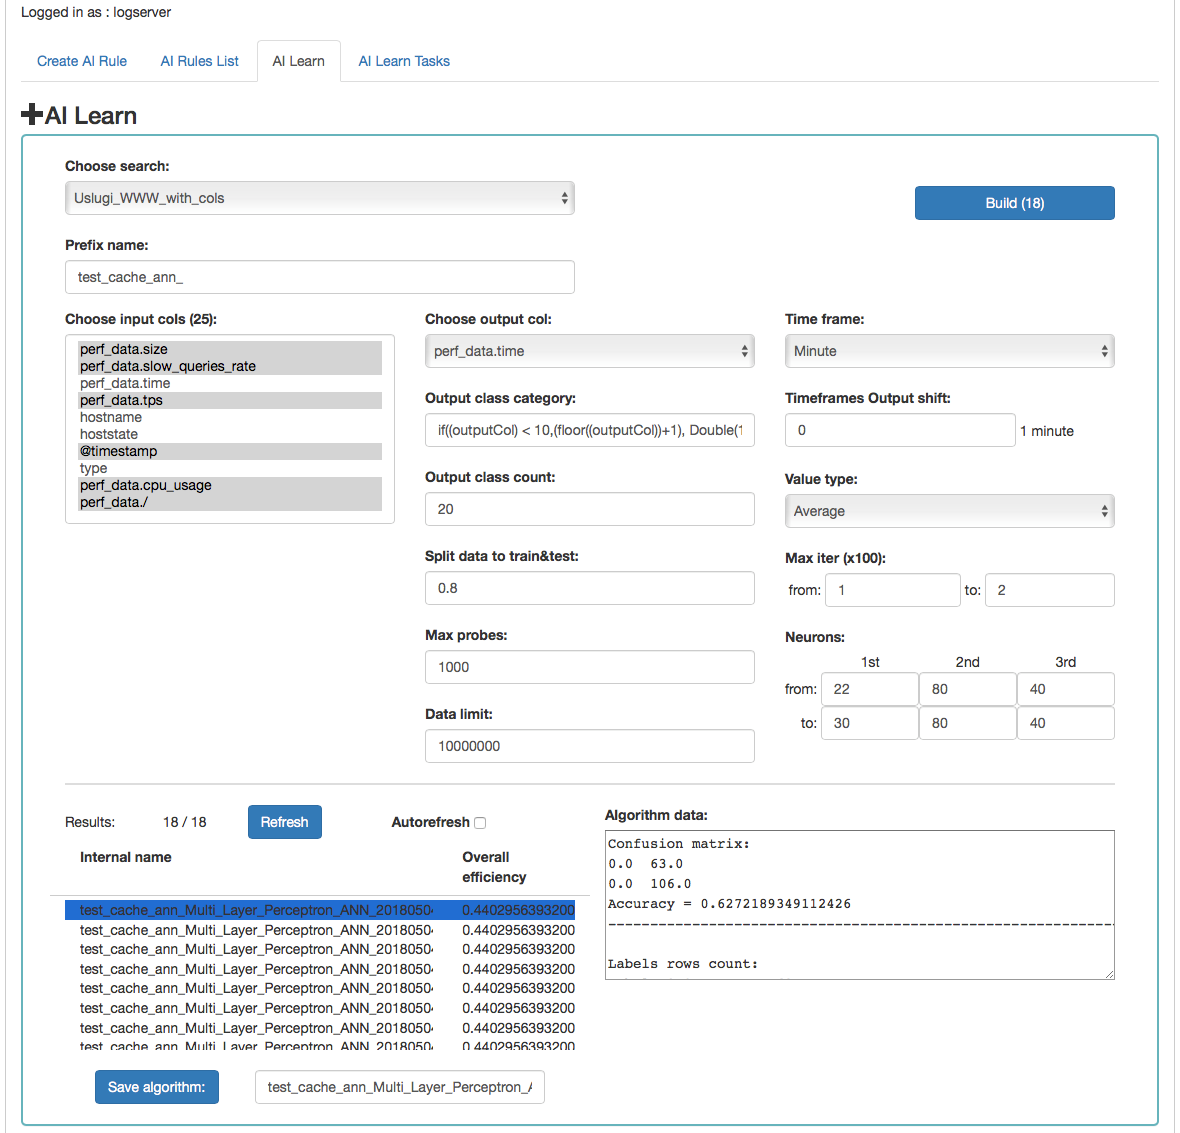 Logged in as : logserver
Create AI Rule AI Rules List AI Learn AI Learn Tasks
AI Learn
Choose search:
Uslugi_WWW_with_cols
Build (18)
Prefix name:
test_cache_ann_
Choose input cols (25): Choose output col: Time frame:
perf_data.size
perf_data.slow_queries_rate
perf_data.time
perf_data.tps
hostname
hoststate
@timestamp
type
perf_data.cpu_usage
perf_data./
perf_data.time
Minute
Output class category:
if((outputCol) < 10,(floor((outputCol))+1), Double(1
Timeframes Output shift:
0 1 minute
Output class count:
20
Value type:
Average
Split data to train&test:
0.8
Max iter (x100):
from: 1 to: 2
Max probes:
1000
Neurons:
1st 2nd 3rd
from: 22 80 40
to: 30 80 40
Data limit:
10000000
Results: 18 / 18 Refresh Autorefresh
Internal name Overall
efficiency
test_cache_ann_Multi_Layer_Perceptron_ANN_2018050 0.4402956393200
test_cache_ann_Multi_Layer_Perceptron_ANN_2018050 0.4402956393200
test_cache_ann_Multi_Layer_Perceptron_ANN_2018050 0.4402956393200
test_cache_ann_Multi_Layer_Perceptron_ANN_2018050 0.4402956393200
test_cache_ann_Multi_Layer_Perceptron_ANN_2018050 0.4402956393200
test_cache_ann_Multi_Layer_Perceptron_ANN_2018050 0.4402956393200
test_cache_ann_Multi_Layer_Perceptron_ANN_2018050 0.4402956393200
test_cache_ann_Multi_Layer_Perceptron_ANN_2018050 0.4402956393200
Algorithm data:
Confusion matrix:
0.0 63.0
0.0 106.0
Accuracy = 0.6272189349112426
------------------------------------------------------------
Labels rows count:
Save algorithm: test_cache_ann_Multi_Layer_Perceptron_A